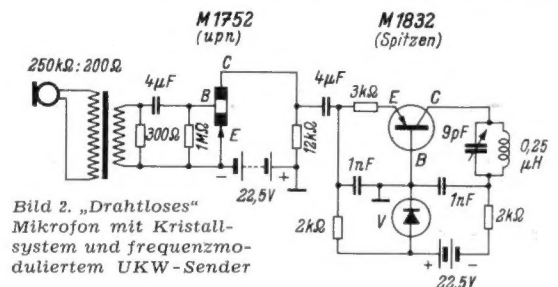 M1752
(upn)
M1832
(Spitzen)
250kΩ:200Ω
4µF
C
B
E
300Ω
1MΩ
12kΩ
- +
22,5V
4µF
3kΩ
E
C
B
9pF
0,25
µH
1nF
1nF
2kΩ
V
2kΩ
+ -
22,5V
Bild 2. „Drahtloses“
Mikrofon mit Kristall-
system und frequenzmo-
duliertem UKW-Sender